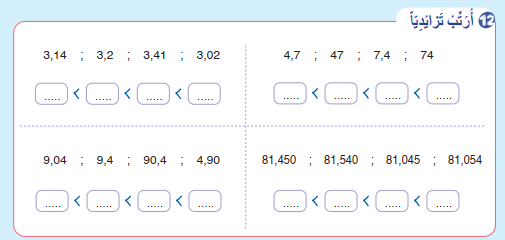 12 أُرَتِّبُ تَزَايُدِيّاً
3,14 ; 3,2 ; 3,41 ; 3,02
4,7 ; 47 ; 7,4 ; 74
..... < ..... < ..... < .....
..... < ..... < ..... < .....
9,04 ; 9,4 ; 90,4 ; 4,90
81,450 ; 81,540 ; 81,045 ; 81,054
..... < ..... < ..... < .....
..... < ..... < ..... < .....